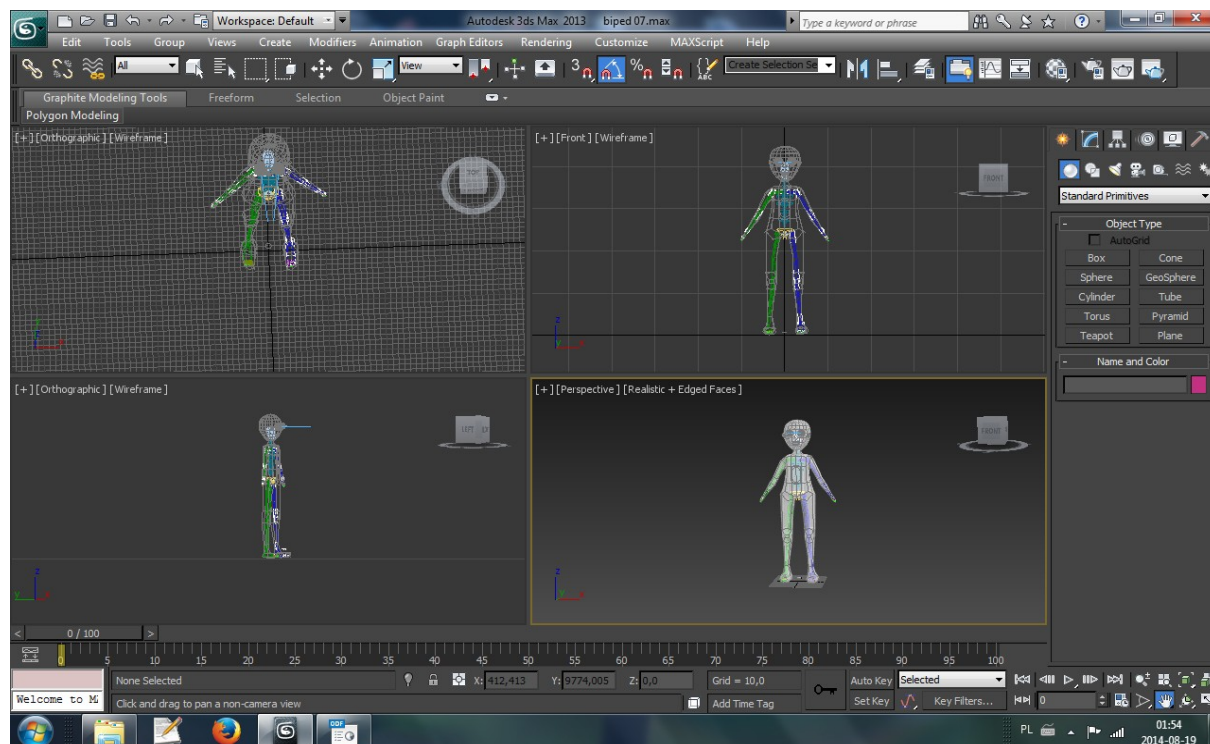 Workspace: Default
Autodesk 3ds Max 2013 biped 07.max
Type a keyword or phrase
Edit Tools Group Views Create Modifiers Animation Graph Editors Rendering Customize MAXScript Help
All
View
3
%
ABC
Create Selection Se
Graphite Modeling Tools Freeform Selection Object Paint
Polygon Modeling
[+][Orthographic][Wireframe]
TOP
[+][Front][Wireframe]
FRONT
Standard Primitives
- Object Type
AutoGrid
Box Cone
Sphere GeoSphere
Cylinder Tube
Torus Pyramid
Teapot Plane
- Name and Color
[+][Orthographic][Wireframe]
LEFT
[+][Perspective][Realistic + Edged Faces]
FRONT
z
x
y
< 0 / 100 >
0 5 10 15 20 25 30 35 40 45 50 55 60 65 70 75 80 85 90 95 100
None Selected X: 412,413 Y: 9774,005 Z: 0,0 Grid = 10,0 Auto Key Selected
Welcome to M
Click and drag to pan a non-camera view Add Time Tag Set Key Key Filters... 0
PL 01:54
2014-08-19
ODF